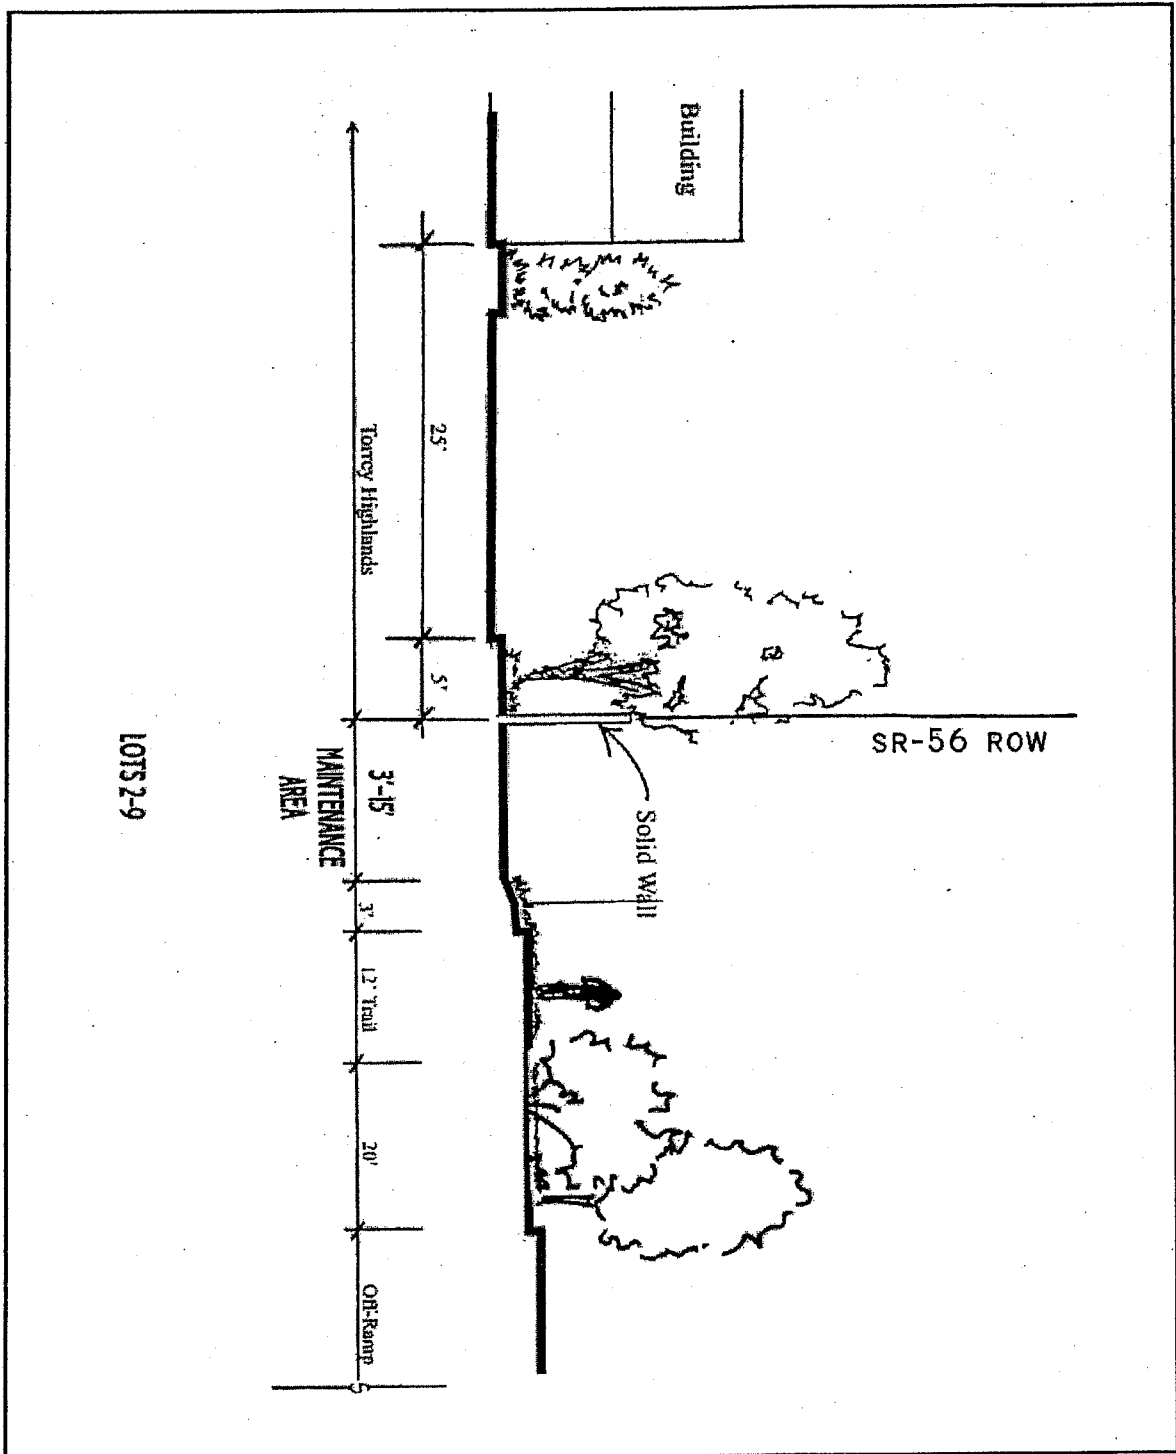 Building
SR-56 ROW
Solid Wall
25'
5'
Torrey Highlands
3'-15'
MAINTENANCE
AREA
3'
12' Trail
20'
Off-Ramp
LOTS 2-9